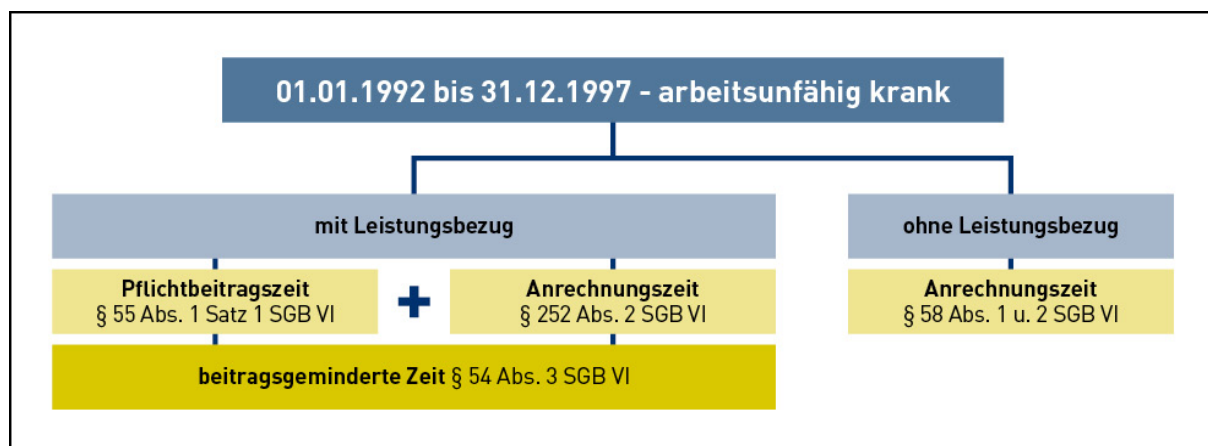 01.01.1992 bis 31.12.1997 - arbeitsunfähig krank
mit Leistungsbezug
ohne Leistungsbezug
Pflichtbeitragszeit
§ 55 Abs. 1 Satz 1 SGB VI
+
Anrechnungszeit
§ 252 Abs. 2 SGB VI
Anrechnungszeit
§ 58 Abs. 1 u. 2 SGB VI
beitragsgeminderte Zeit § 54 Abs. 3 SGB VI